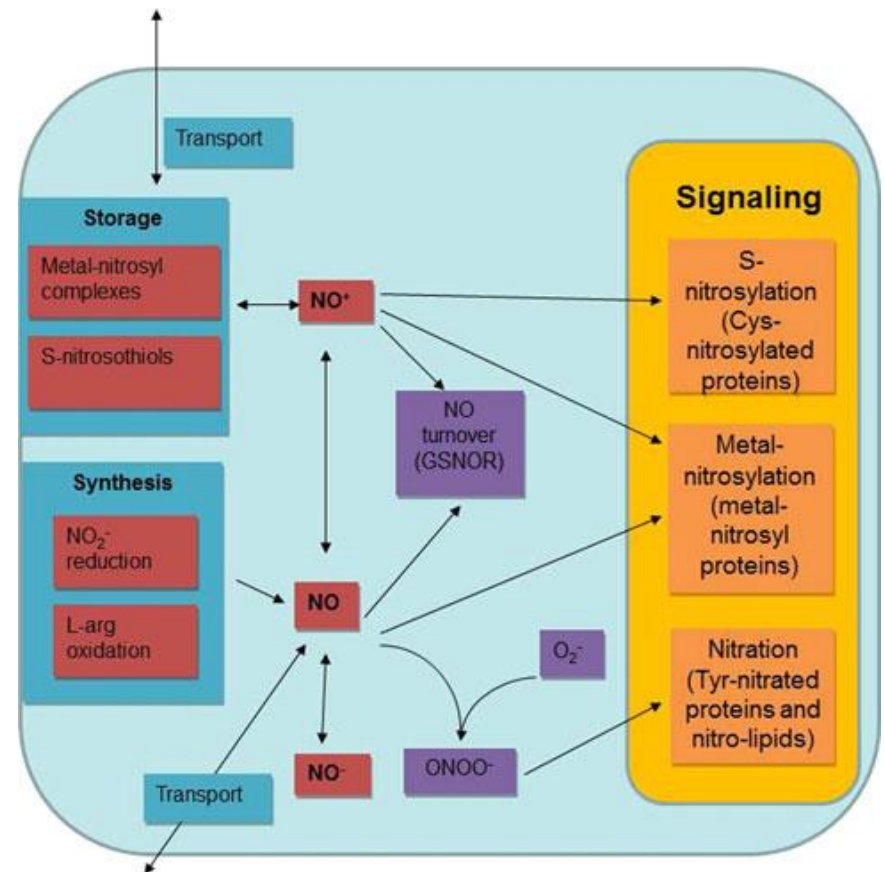 Transport
Storage
Metal-nitrosyl
complexes
S-nitrosothiols
Synthesis
NO₂⁻
reduction
L-arg
oxidation
Transport
NO⁺
NO
NO⁻
NO
turnover
(GSNOR)
O₂⁻
ONOO⁻
Signaling
S-
nitrosylation
(Cys-
nitrosylated
proteins)
Metal-
nitrosylation
(metal-
nitrosyl
proteins)
Nitration
(Tyr-nitrated
proteins and
nitro-lipids)